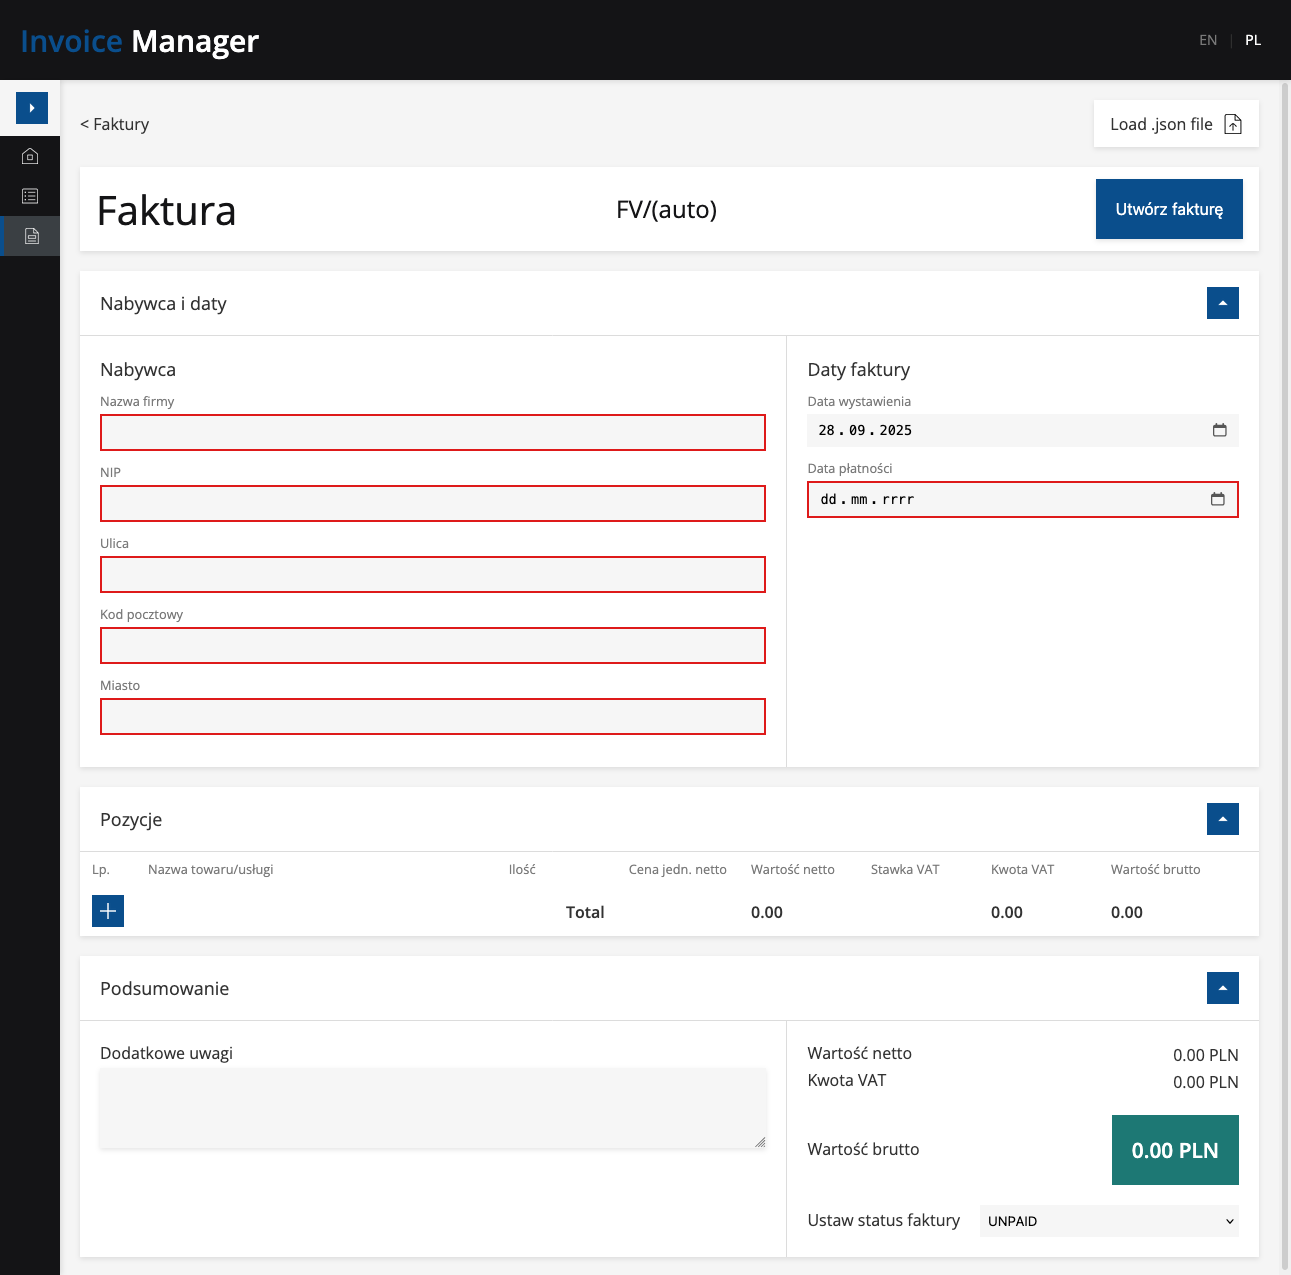 Invoice Manager
EN | PL
< Faktury
Load .json file
Faktura
FV/(auto)
Utwórz fakturę
Nabywca i daty
Nabywca
Nazwa firmy
NIP
Ulica
Kod pocztowy
Miasto
Daty faktury
Data wystawienia
28.09.2025
Data płatności
dd.mm.rrrr
Pozycje
Lp. Nazwa towaru/usługi Ilość Cena jedn. netto Wartość netto Stawka VAT Kwota VAT Wartość brutto
Total 0.00 0.00 0.00
Podsumowanie
Dodatkowe uwagi
Wartość netto 0.00 PLN
Kwota VAT 0.00 PLN
Wartość brutto 0.00 PLN
Ustaw status faktury UNPAID